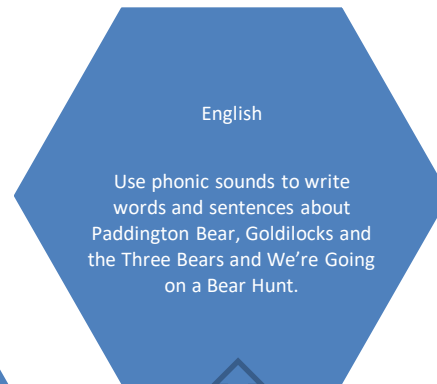 English
Use phonic sounds to write
words and sentences about
Paddington Bear, Goldilocks and
the Three Bears and We’re Going
on a Bear Hunt.